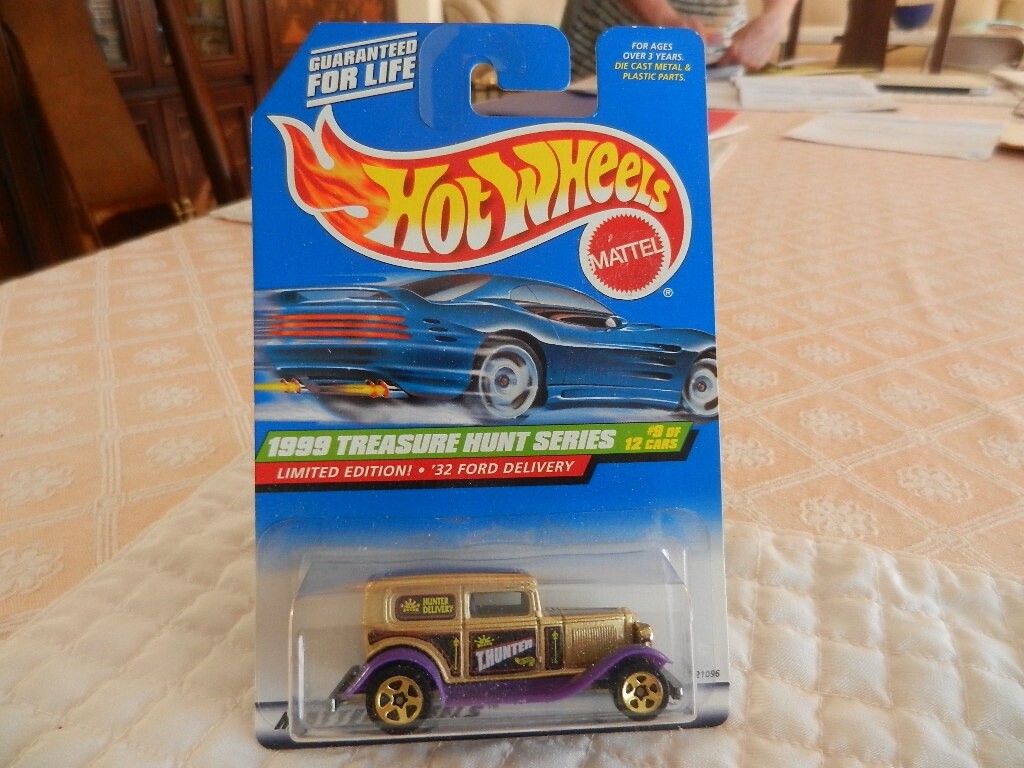 GUARANTEED
FOR LIFE
FOR AGES
OVER 3 YEARS.
DIE CAST METAL &
PLASTIC PARTS.
HOT WHEELS
MATTEL
®
1999 TREASURE HUNT SERIES
#9 OF
12 CARS
LIMITED EDITION! • '32 FORD DELIVERY
HUNTER
DELIVERY
T.HUNTER
21096